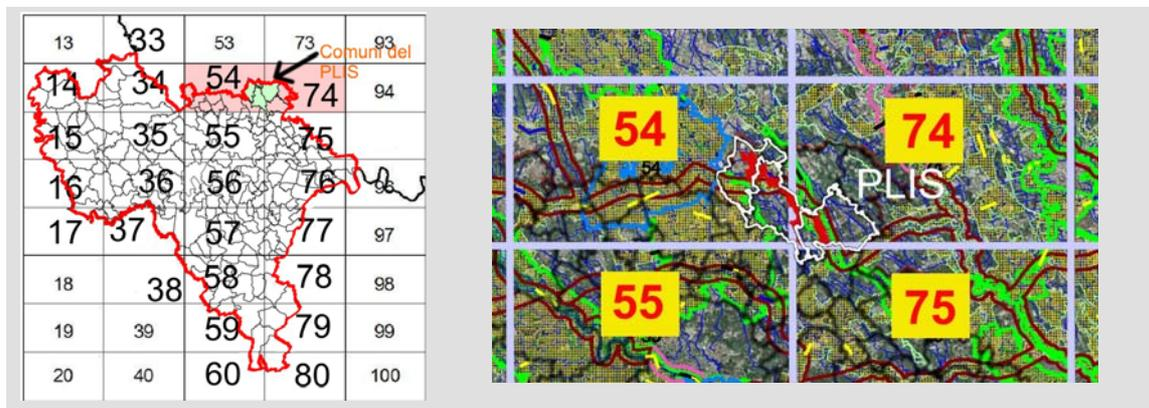 13 33 53 73 93
Comuni del
PLIS
14 34 54 74 94
15 35 55 75
16 36 56 76
17 37 57 77 97
18 38 58 78 98
19 39 59 79 99
20 40 60 80 100
54 74
54
PLIS
55 75